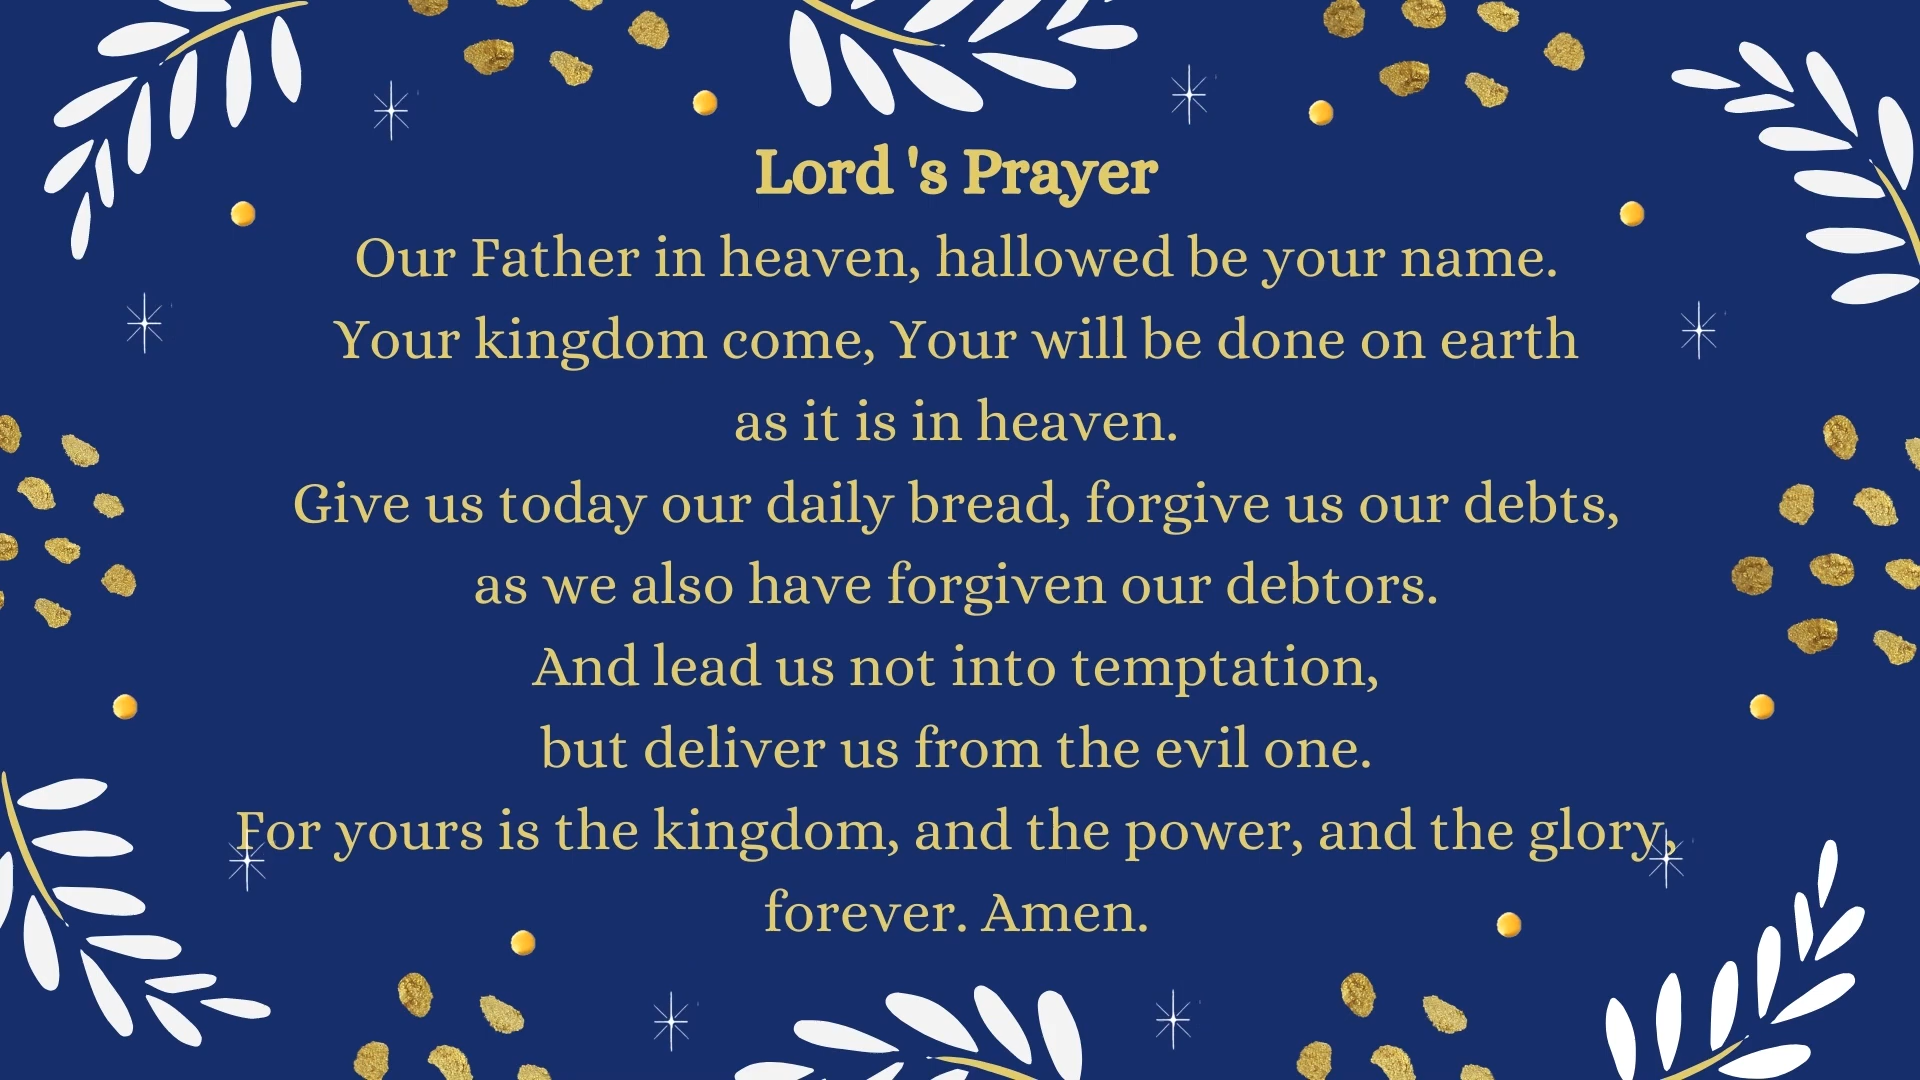 Lord 's Prayer
Our Father in heaven, hallowed be your name.
Your kingdom come, Your will be done on earth
as it is in heaven.
Give us today our daily bread, forgive us our debts,
as we also have forgiven our debtors.
And lead us not into temptation,
but deliver us from the evil one.
For yours is the kingdom, and the power, and the glory,
forever. Amen.